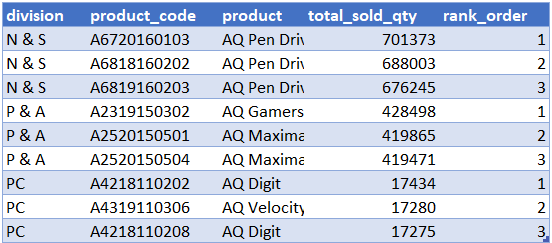 division product_code product total_sold_qty rank_order
N & S A6720160103 AQ Pen Driv 701373 1
N & S A6818160202 AQ Pen Driv 688003 2
N & S A6819160203 AQ Pen Driv 676245 3
P & A A2319150302 AQ Gamers 428498 1
P & A A2520150501 AQ Maxima 419865 2
P & A A2520150504 AQ Maxima 419471 3
PC A4218110202 AQ Digit 17434 1
PC A4319110306 AQ Velocity 17280 2
PC A4218110208 AQ Digit 17275 3